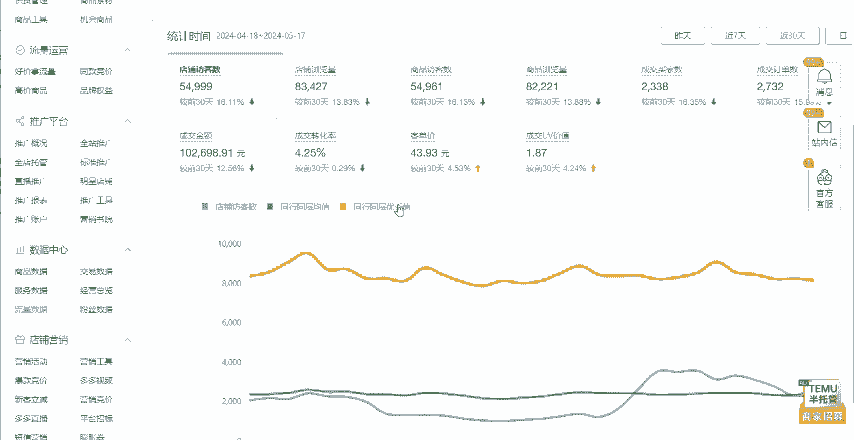 商品工具 机会商品
流量运营
好价拿流量 同款竞价
高价商品 品牌权益
推广平台
推广概况 全站推广
全店托管 标准推广
直播推广 明星店铺
推广报表 推广工具
推广账户 营销书院
数据中心
商品数据 交易数据
服务数据 经营总览
流量数据 粉丝数据
店铺营销
营销活动 营销工具
爆款竞价 多多视频
新客立减 营销竞价
多多直播 平台招标
短信营销
统计时间 2024-04-18~2024-05-17
昨天 近7天 近30天 日
店铺访客数 店铺浏览量 商品访客数 商品浏览量 成交买家数 成交订单数
54,999 83,427 54,961 82,221 2,338 2,732
较前30天 16.11% 较前30天 13.83% 较前30天 16.13% 较前30天 13.88% 较前30天 16.35% 较前30天
成交金额 成交转化率 客单价 成交UV价值
102,698.91 元 4.25% 43.93 元 1.87
较前30天 12.56% 较前30天 0.29% 较前30天 4.53% 较前30天 4.24%
店铺访客数 同行同层均值 同行同层优秀值
10,000
8,000
6,000
4,000
2,000
消息
站内信
官方
客服
TEMU
半托管
商家招募